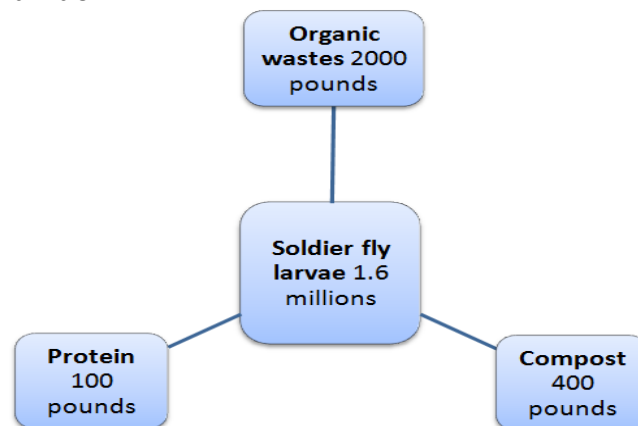 Organic
wastes 2000
pounds
Soldier fly
larvae 1.6
millions
Protein
100
pounds
Compost
400
pounds